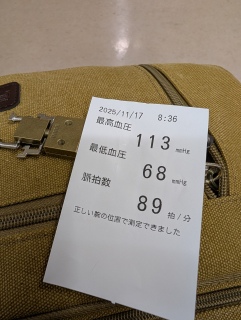 2025/11/17 8:36
最高血圧
113 mmHg
最低血圧
68 mmHg
脈拍数
89 拍/分
正しい腕の位置で測定できました